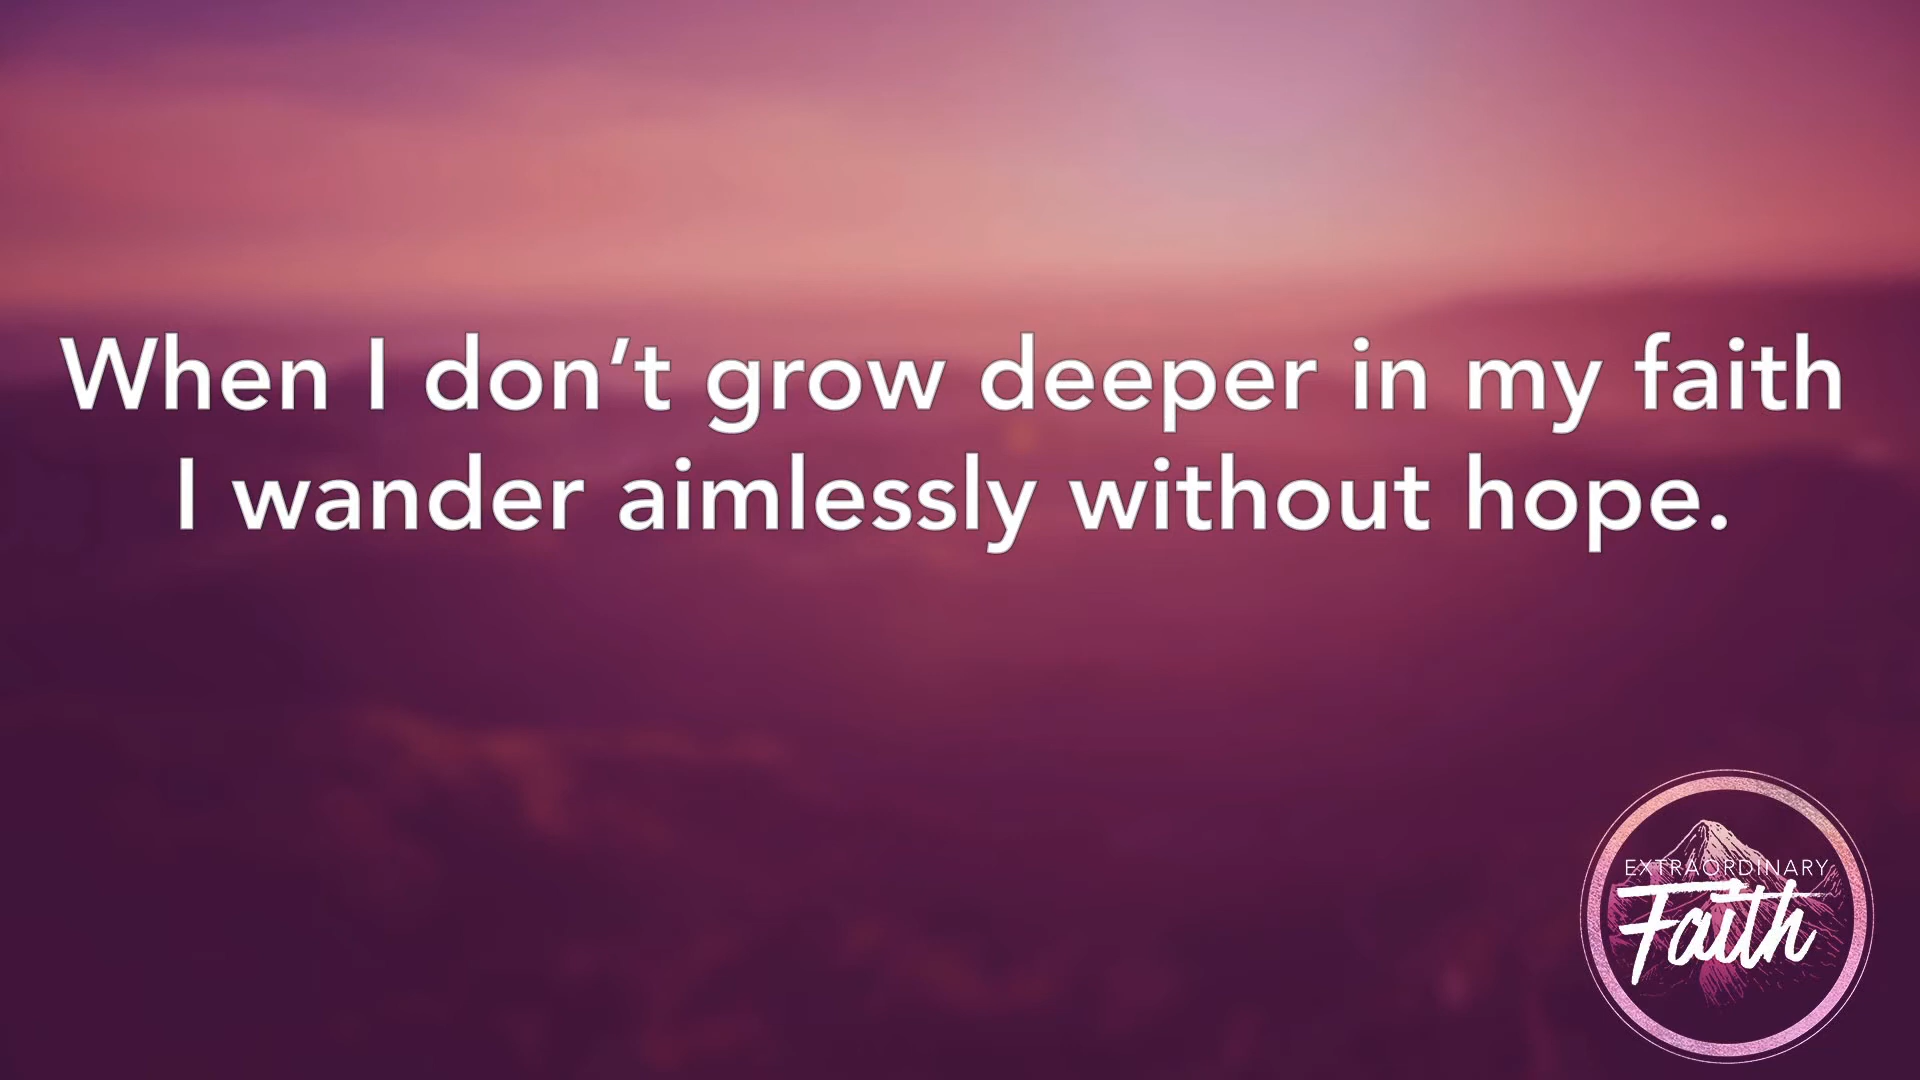 When I don’t grow deeper in my faith
I wander aimlessly without hope.
EXTRAORDINARY
Faith